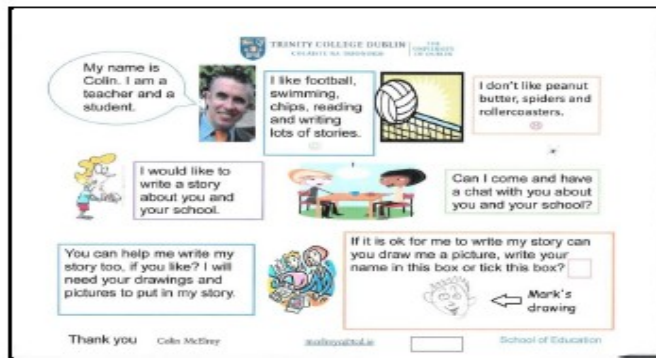 TRINITY COLLEGE DUBLIN
THE
UNIVERSITY
OF DUBLIN
My name is
Colin. I am a
teacher and a
student.
I like football,
swimming,
chips, reading
and writing
lots of stories.
I don't like peanut
butter, spiders and
rollercoasters.
I would like to
write a story
about you and
your school.
Can I come and have
a chat with you about
you and your school?
You can help me write my
story too, if you like? I will
need your drawings and
pictures to put in my story.
If it is ok for me to write my story can
you draw me a picture, write your
name in this box or tick this box?
Mark's
drawing
Thank you
Colin McElroy
School of Education